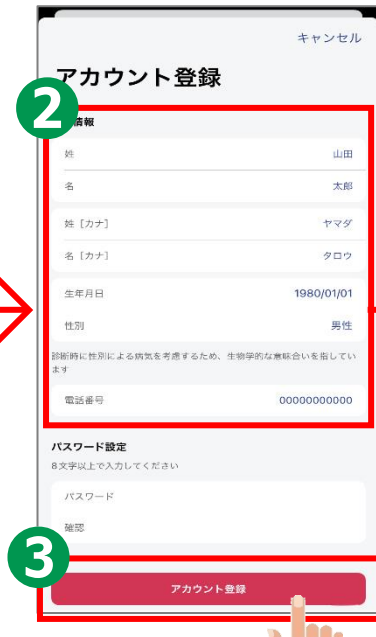 キャンセル
アカウント登録
2
情報
姓 山田
名 太郎
姓 [カナ] ヤマダ
名 [カナ] タロウ
生年月日 1980/01/01
性別 男性
診断時に性別による病気を考慮するため、生物学的な意味合いを指してい
ます
電話番号 00000000000
パスワード設定
8文字以上で入力してください
パスワード
確認
3
アカウント登録